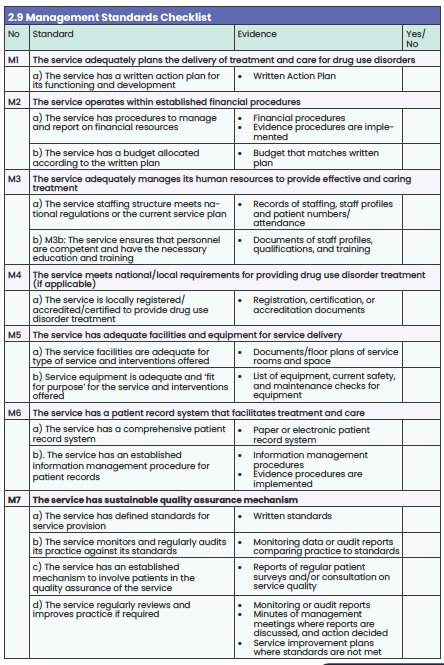 2.9 Management Standards Checklist
No Standard Evidence Yes/
No
M1 The service adequately plans the delivery of treatment and care for drug use disorders
a) The service has a written action plan for
its functioning and development
• Written Action Plan
M2 The service operates within established financial procedures
a) The service has procedures to manage
and report on financial resources
• Financial procedures
• Evidence procedures are imple-
mented
b) The service has a budget allocated
according to the written plan
• Budget that matches written
plan
M3 The service adequately manages its human resources to provide effective and caring
treatment
a) The service staffing structure meets na-
tional regulations or the current service plan
• Records of staffing, staff profiles
and patient numbers/
attendance
b) M3b: The service ensures that personnel
are competent and have the necessary
education and training
• Documents of staff profiles,
qualifications, and training
M4 The service meets national/local requirements for providing drug use disorder treatment
(if applicable)
a) The service is locally registered/
accredited/certified to provide drug use
disorder treatment
• Registration, certification, or
accreditation documents
M5 The service has adequate facilities and equipment for service delivery
a) The service facilities are adequate for
type of service and interventions offered
• Documents/floor plans of service
rooms and space
b) Service equipment is adequate and 'fit
for purpose' for the service and interventions
offered
• List of equipment, current safety,
and maintenance checks for
equipment
M6 The service has a patient record system that facilitates treatment and care
a) The service has a comprehensive patient
record system
• Paper or electronic patient
record system
b). The service has an established
information management procedure for
patient records
• Information management
procedures
• Evidence procedures are
implemented
M7 The service has sustainable quality assurance mechanism
a) The service has defined standards for
service provision
• Written standards
b) The service monitors and regularly audits
its practice against its standards
• Monitoring data or audit reports
comparing practice to standards
c) The service has an established
mechanism to involve patients in the
quality assurance of the service
• Reports of regular patient
surveys and/or consultation on
service quality
d) The service regularly reviews and
improves practice if required
• Monitoring or audit reports
• Minutes of management
meetings where reports are
discussed, and action decided
• Service improvement plans
where standards are not met